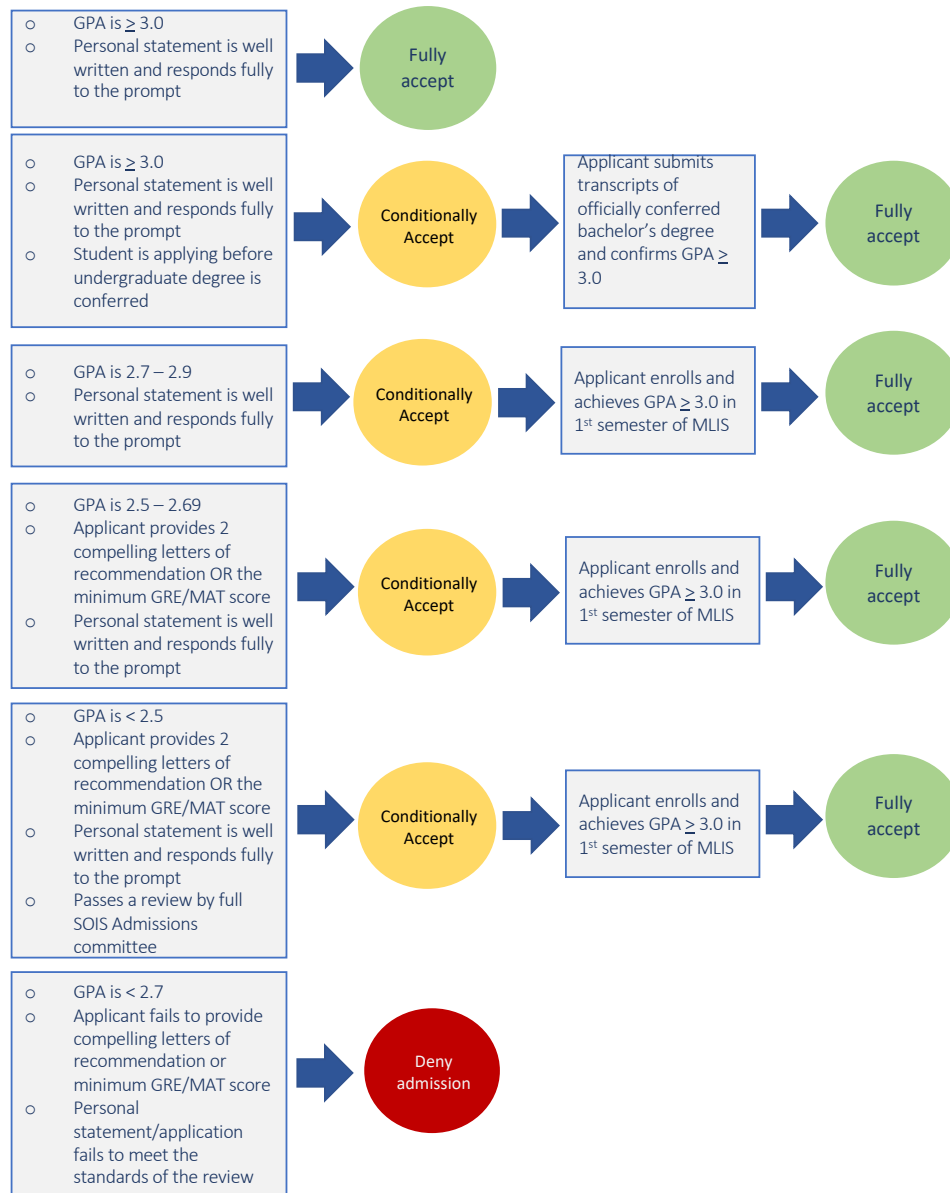 o GPA is ≥ 3.0
o Personal statement is well
written and responds fully
to the prompt
Fully
accept
o GPA is ≥ 3.0
o Personal statement is well
written and responds fully
to the prompt
o Student is applying before
undergraduate degree is
conferred
Conditionally
Accept
Applicant submits
transcripts of
officially conferred
bachelor’s degree
and confirms GPA ≥
3.0
Fully
accept
o GPA is 2.7 – 2.9
o Personal statement is well
written and responds fully
to the prompt
Conditionally
Accept
Applicant enrolls and
achieves GPA ≥ 3.0 in
1st semester of MLIS
Fully
accept
o GPA is 2.5 – 2.69
o Applicant provides 2
compelling letters of
recommendation OR the
minimum GRE/MAT score
o Personal statement is well
written and responds fully
to the prompt
Conditionally
Accept
Applicant enrolls and
achieves GPA ≥ 3.0 in
1st semester of MLIS
Fully
accept
o GPA is < 2.5
o Applicant provides 2
compelling letters of
recommendation OR the
minimum GRE/MAT score
o Personal statement is well
written and responds fully
to the prompt
o Passes a review by full
SOIS Admissions
committee
Conditionally
Accept
Applicant enrolls and
achieves GPA ≥ 3.0 in
1st semester of MLIS
Fully
accept
o GPA is < 2.7
o Applicant fails to provide
compelling letters of
recommendation or
minimum GRE/MAT score
o Personal
statement/application
fails to meet the
standards of the review
Deny
admission